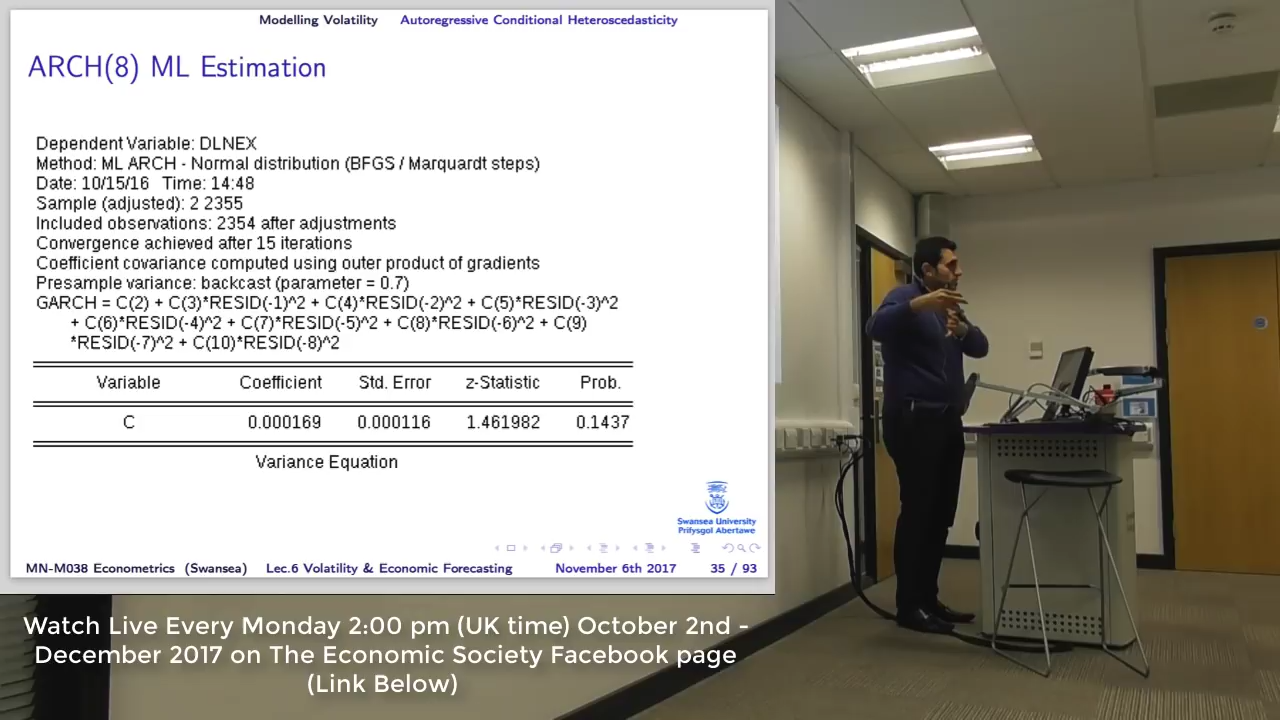 Modelling Volatility Autoregressive Conditional Heteroscedasticity
ARCH(8) ML Estimation
Dependent Variable: DLNEX
Method: ML ARCH - Normal distribution (BFGS / Marquardt steps)
Date: 10/15/16 Time: 14:48
Sample (adjusted): 2 2355
Included observations: 2354 after adjustments
Convergence achieved after 15 iterations
Coefficient covariance computed using outer product of gradients
Presample variance: backcast (parameter = 0.7)
GARCH = C(2) + C(3)*RESID(-1)^2 + C(4)*RESID(-2)^2 + C(5)*RESID(-3)^2
+ C(6)*RESID(-4)^2 + C(7)*RESID(-5)^2 + C(8)*RESID(-6)^2 + C(9)
*RESID(-7)^2 + C(10)*RESID(-8)^2
Variable Coefficient Std. Error z-Statistic Prob.
C 0.000169 0.000116 1.461982 0.1437
Variance Equation
Swansea University
Prifysgol Abertawe
MN-M038 Econometrics (Swansea) Lec.6 Volatility & Economic Forecasting November 6th 2017 35 / 93
Watch Live Every Monday 2:00 pm (UK time) October 2nd -
December 2017 on The Economic Society Facebook page
(Link Below)